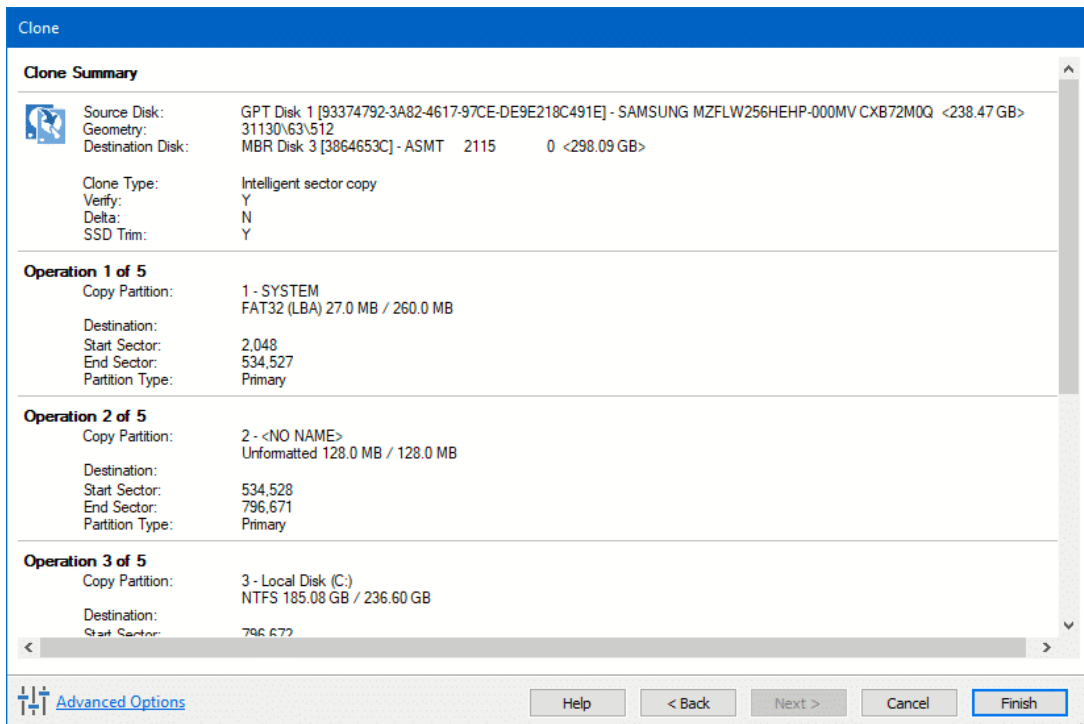 Clone
Clone Summary
Source Disk: GPT Disk 1 [93374792-3A82-4617-97CE-DE9E218C491E] - SAMSUNG MZFLW256HEHP-000MV CXB72M0Q <238.47 GB>
Geometry: 31130\63\512
Destination Disk: MBR Disk 3 [3864653C] - ASMT 2115 0 <298.09 GB>
Clone Type: Intelligent sector copy
Verify: Y
Delta: N
SSD Trim: Y
Operation 1 of 5
Copy Partition: 1 - SYSTEM
FAT32 (LBA) 27.0 MB / 260.0 MB
Destination:
Start Sector: 2,048
End Sector: 534,527
Partition Type: Primary
Operation 2 of 5
Copy Partition: 2 - <NO NAME>
Unformatted 128.0 MB / 128.0 MB
Destination:
Start Sector: 534,528
End Sector: 796,671
Partition Type: Primary
Operation 3 of 5
Copy Partition: 3 - Local Disk (C:)
NTFS 185.08 GB / 236.60 GB
Destination:
Start Sector: 796,672
Advanced Options
Help
< Back
Next >
Cancel
Finish